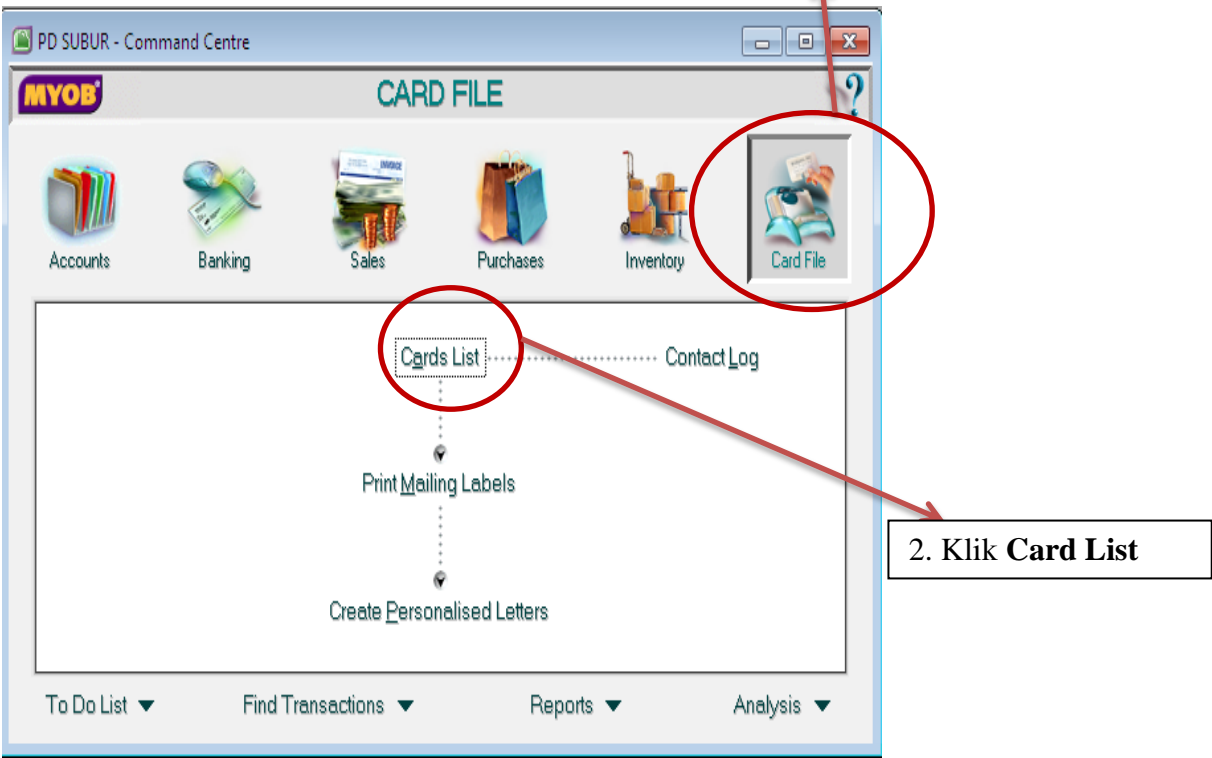 PD SUBUR - Command Centre
MYOB
CARD FILE
?
Accounts
Banking
Sales
INVOICE
Purchases
Inventory
Card File
Cards List
Contact Log
Print Mailing Labels
Create Personalised Letters
2. Klik Card List
To Do List
Find Transactions
Reports
Analysis